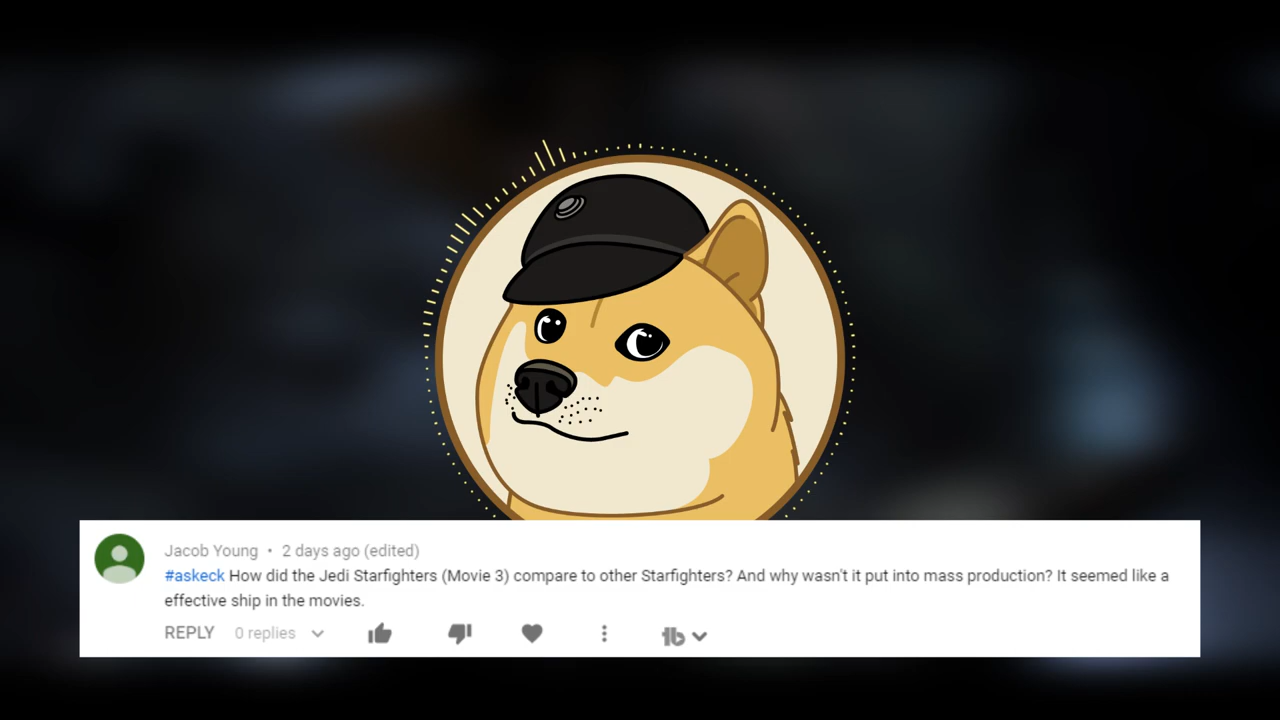 Jacob Young • 2 days ago (edited)
#askeck How did the Jedi Starfighters (Movie 3) compare to other Starfighters? And why wasn't it put into mass production? It seemed like a
effective ship in the movies.
REPLY 0 replies